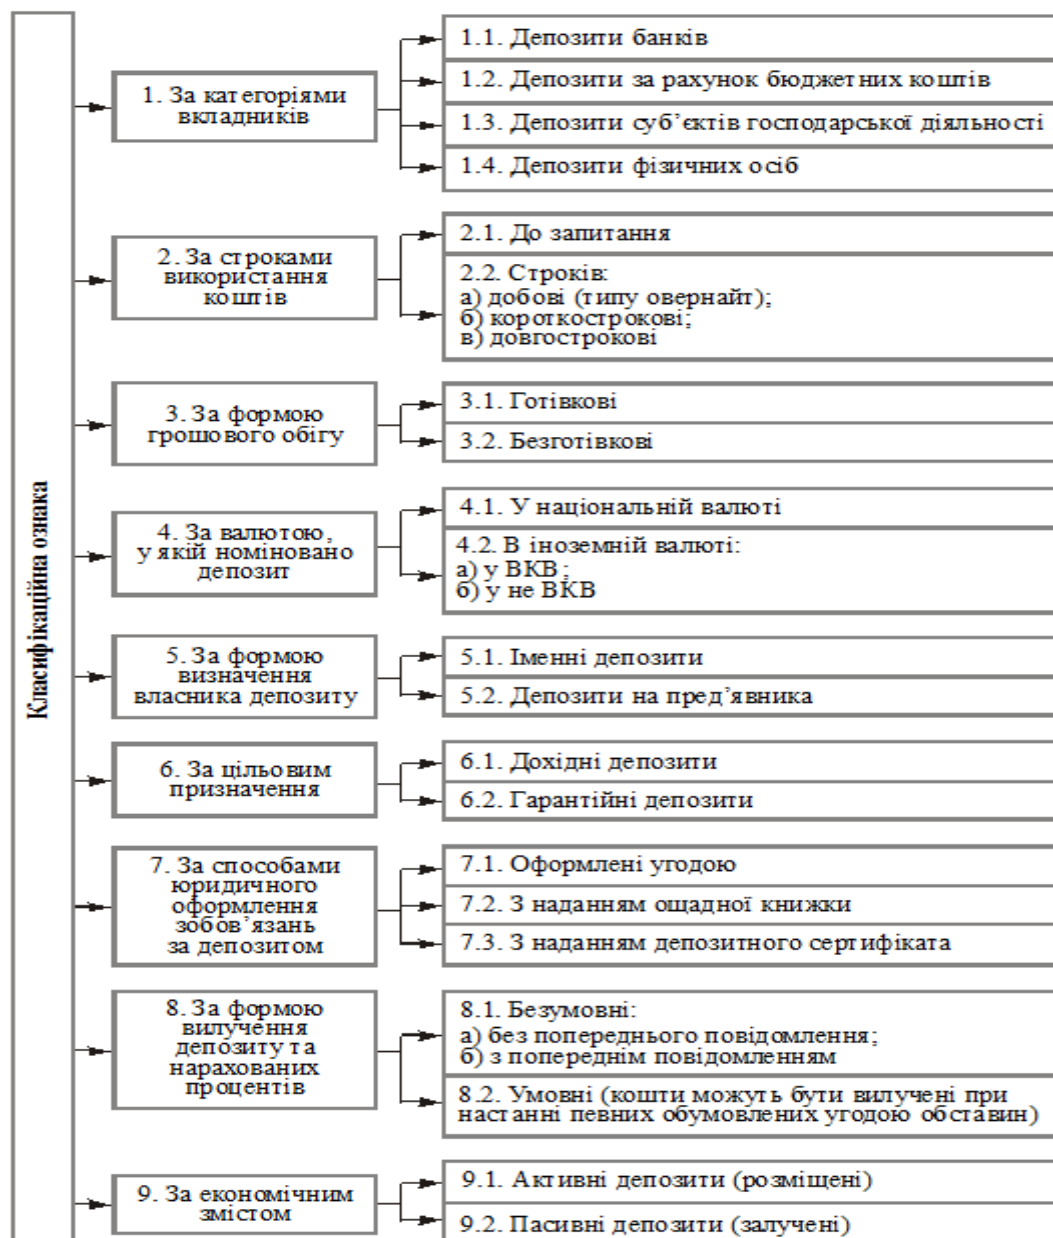 Класифікаційна ознака
1. За категоріями
вкладників
1.1. Депозити банків
1.2. Депозити за рахунок бюджетних коштів
1.3. Депозити суб’єктів господарської діяльності
1.4. Депозити фізичних осіб
2. За строками
використання
коштів
2.1. До запитання
2.2. Строків:
а) добові (типу овернайт);
б) короткострокові;
в) довгострокові
3. За формою
грошового обігу
3.1. Готівкові
3.2. Безготівкові
4. За валютою,
у якій номіновано
депозит
4.1. У національній валюті
4.2. В іноземній валюті:
а) у ВКВ;
б) у не ВКВ
5. За формою
визначення
власника депозиту
5.1. Іменні депозити
5.2. Депозити на пред’явника
6. За цільовим
призначення
6.1. Дохідні депозити
6.2. Гарантійні депозити
7. За способами
юридичного
оформлення
зобов’язань
за депозитом
7.1. Оформлені угодою
7.2. З наданням ощадної книжки
7.3. З наданням депозитного сертифіката
8. За формою
вилучення
депозиту та
нарахованих
процентів
8.1. Безумовні:
а) без попереднього повідомлення;
б) з попереднім повідомленням
8.2. Умовні (кошти можуть бути вилучені при
настанні певних обумовлених угодою обставин)
9. За економічним
змістом
9.1. Активні депозити (розміщені)
9.2. Пасивні депозити (залучені)